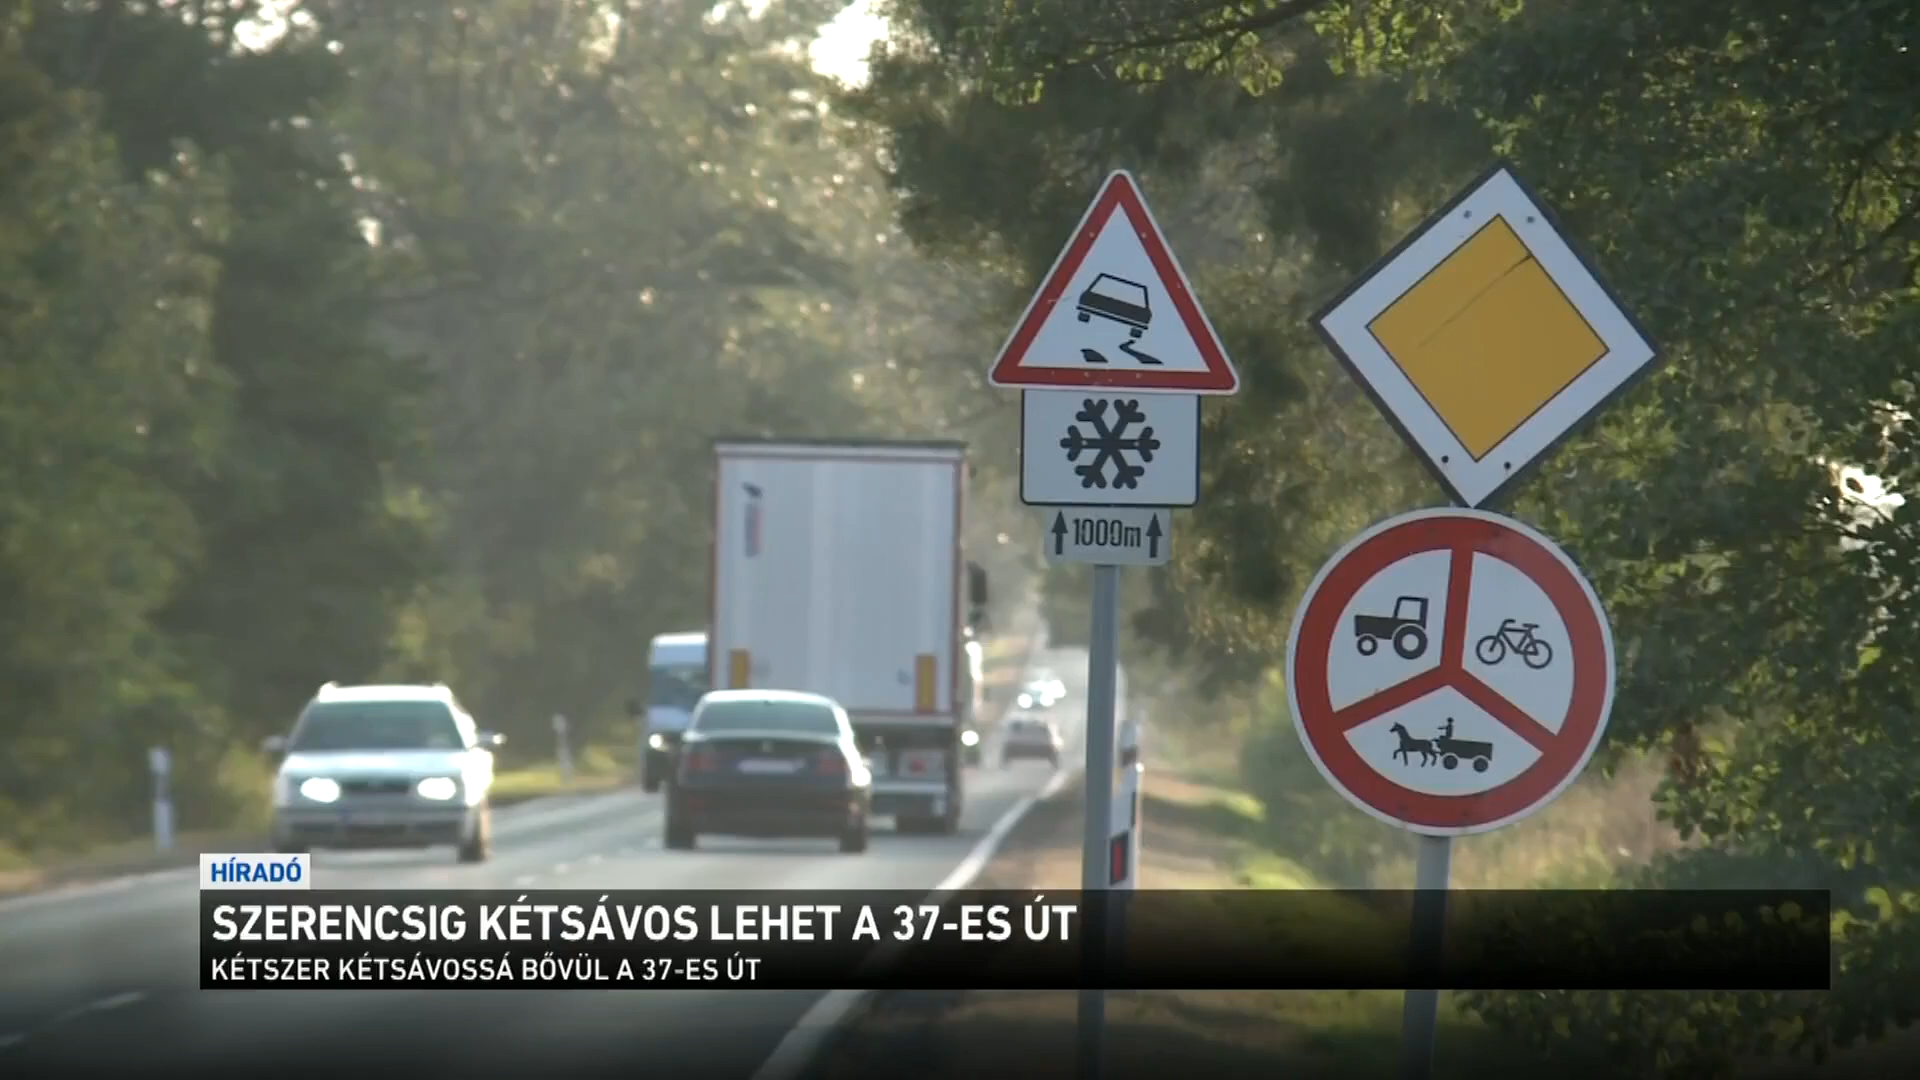 1000m
HÍRADÓ
SZERENCSIG KÉTSÁVOS LEHET A 37-ES ÚT
KÉTSZER KÉTSÁVOSSÁ BŐVÜL A 37-ES ÚT